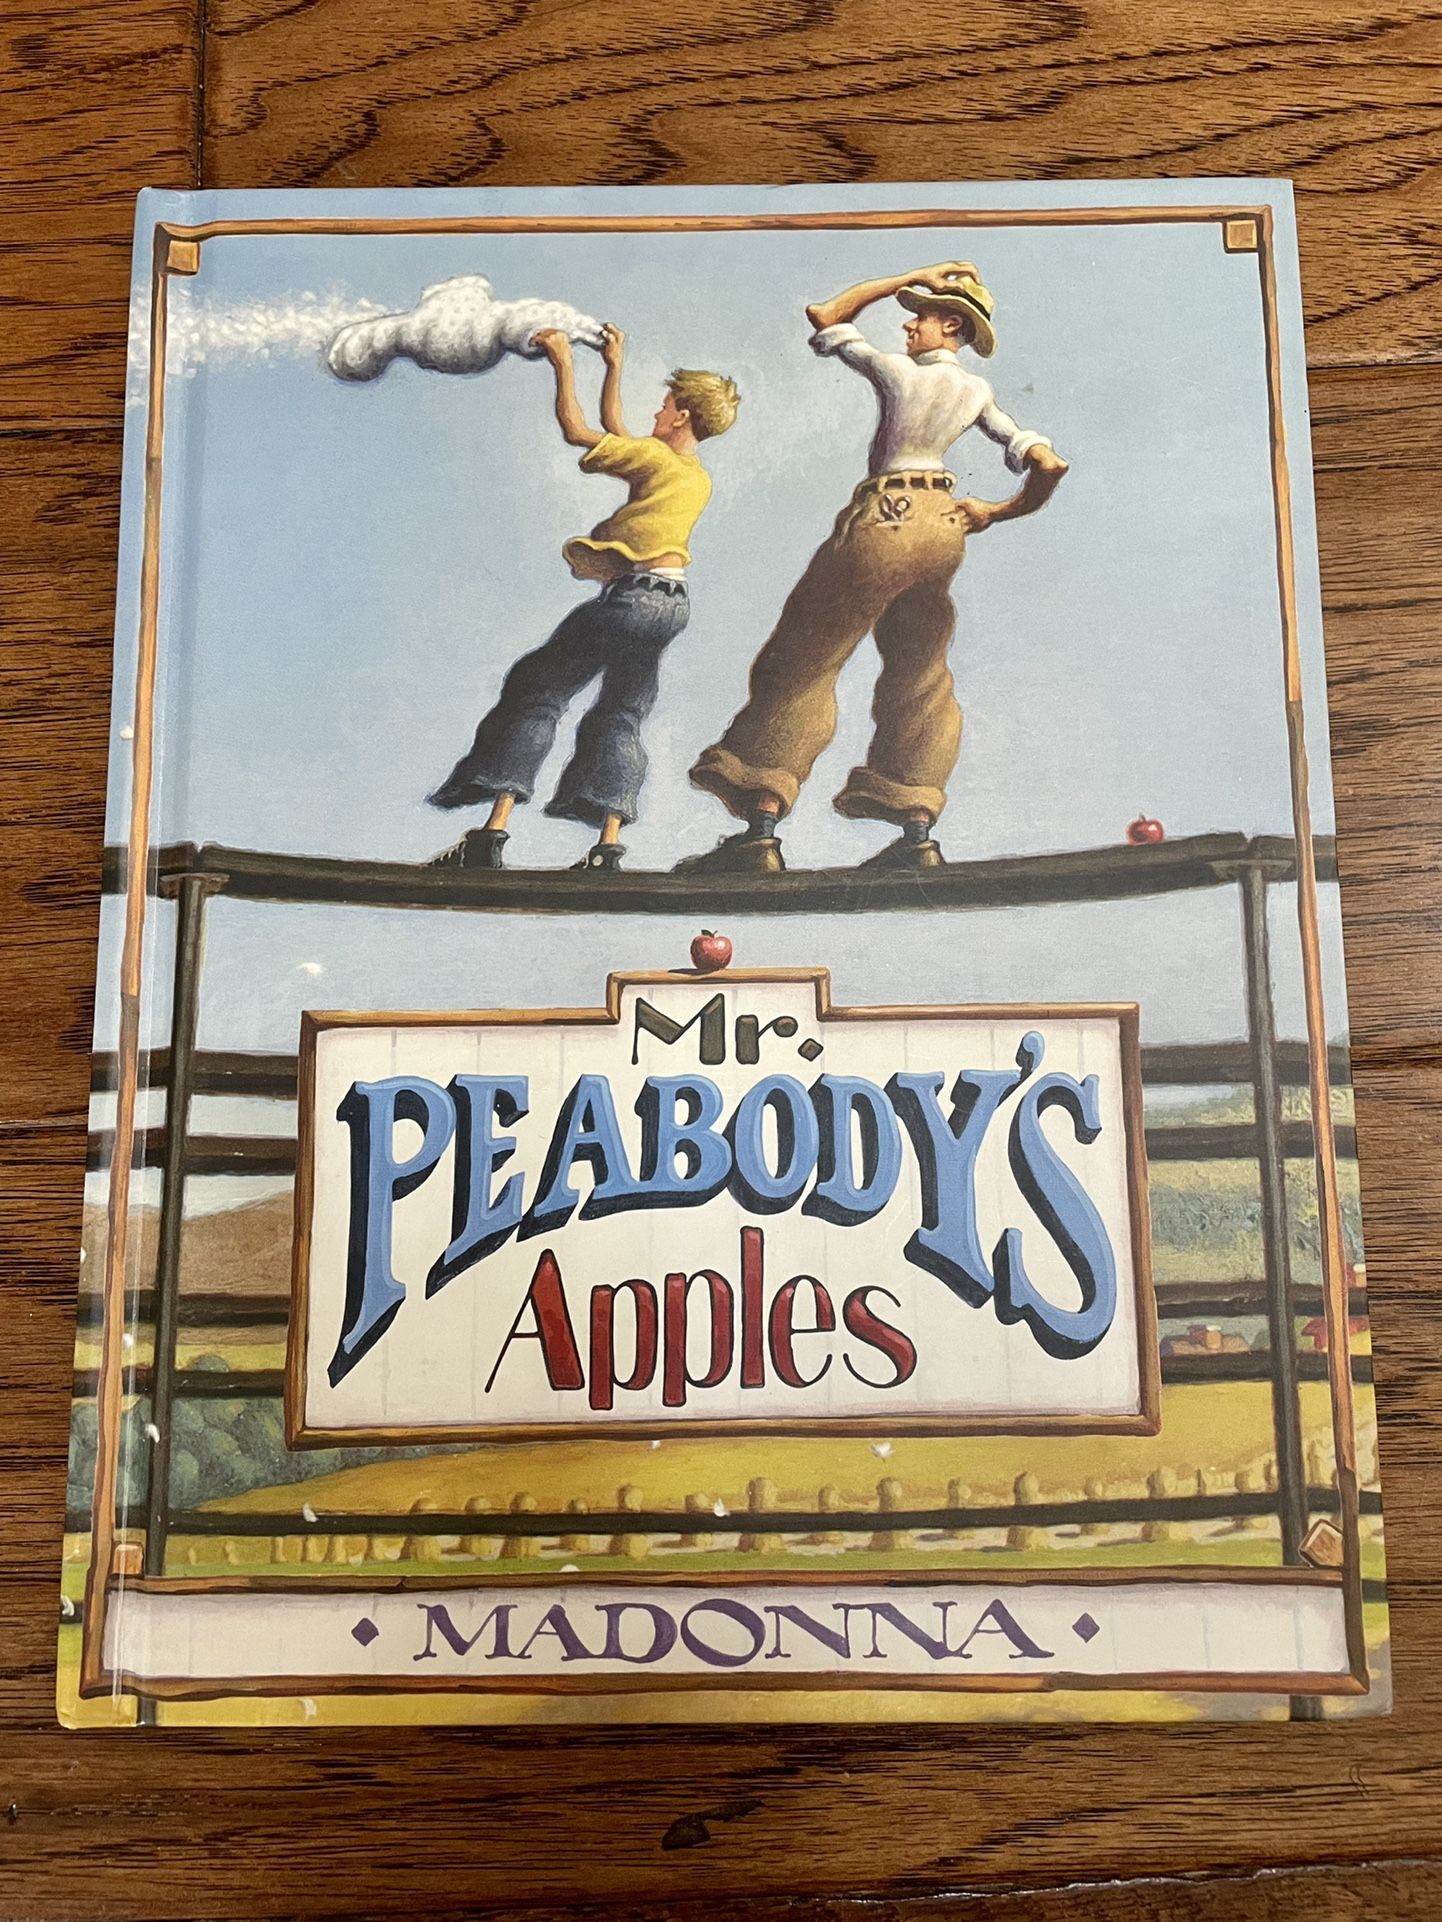 Mr.
PEABODY'S
Apples
• MADONNA •